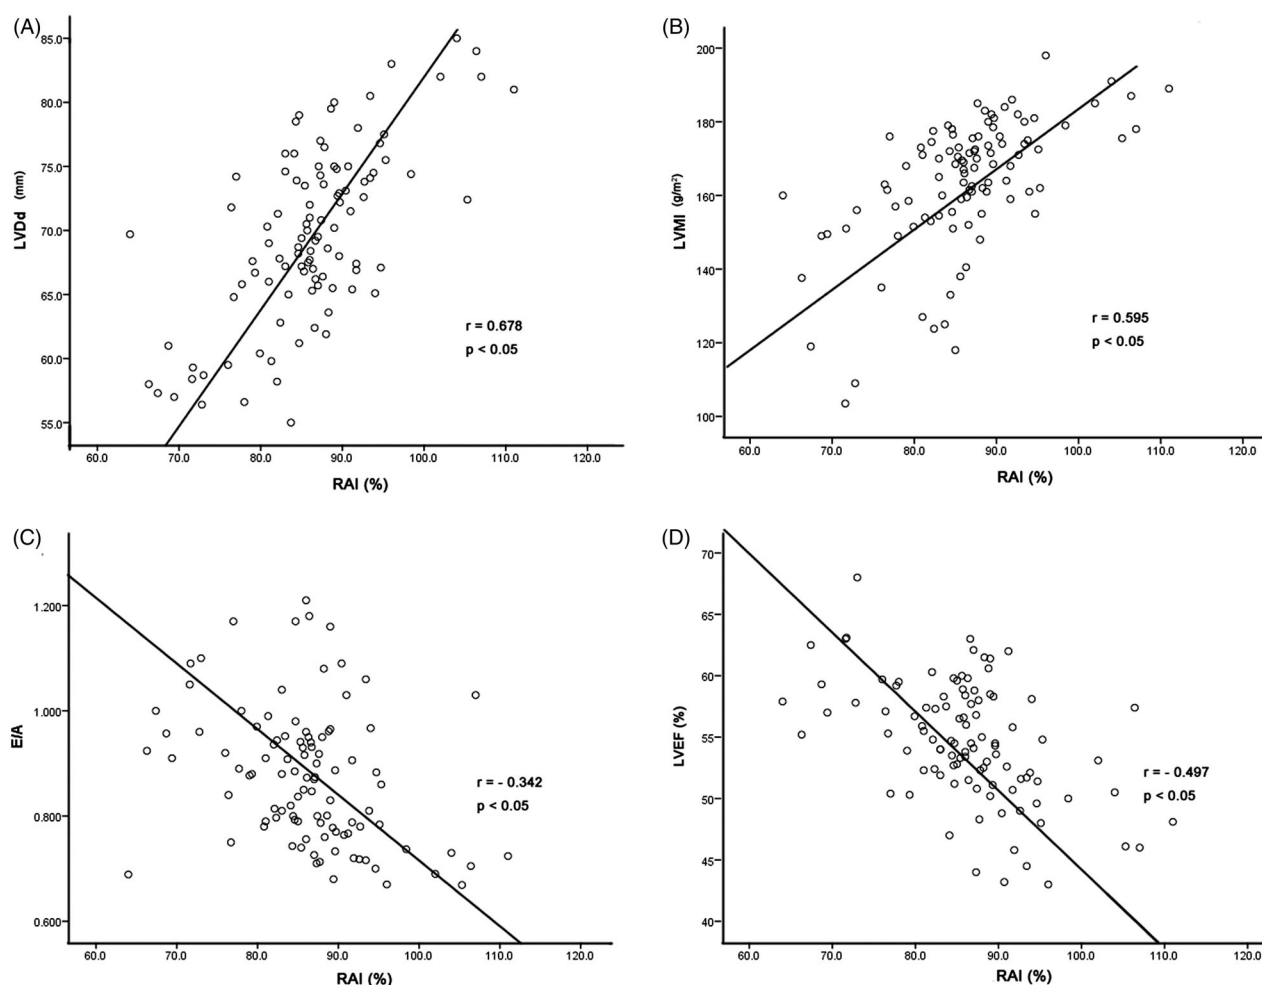 (A)
85.0
80.0
75.0
70.0
65.0
60.0
55.0
LVDd (mm)
r = 0.678
p < 0.05
60.0 70.0 80.0 90.0 100.0 110.0 120.0
RAI (%)
(B)
200
180
160
140
120
100
LVMI (g/m²)
r = 0.595
p < 0.05
60.0 70.0 80.0 90.0 100.0 110.0 120.0
RAI (%)
(C)
1.200
1.000
0.800
0.600
E/A
r = - 0.342
p < 0.05
60.0 70.0 80.0 90.0 100.0 110.0 120.0
RAI (%)
(D)
70
65
60
55
50
45
40
LVEF (%)
r = - 0.497
p < 0.05
60.0 70.0 80.0 90.0 100.0 110.0 120.0
RAI (%)